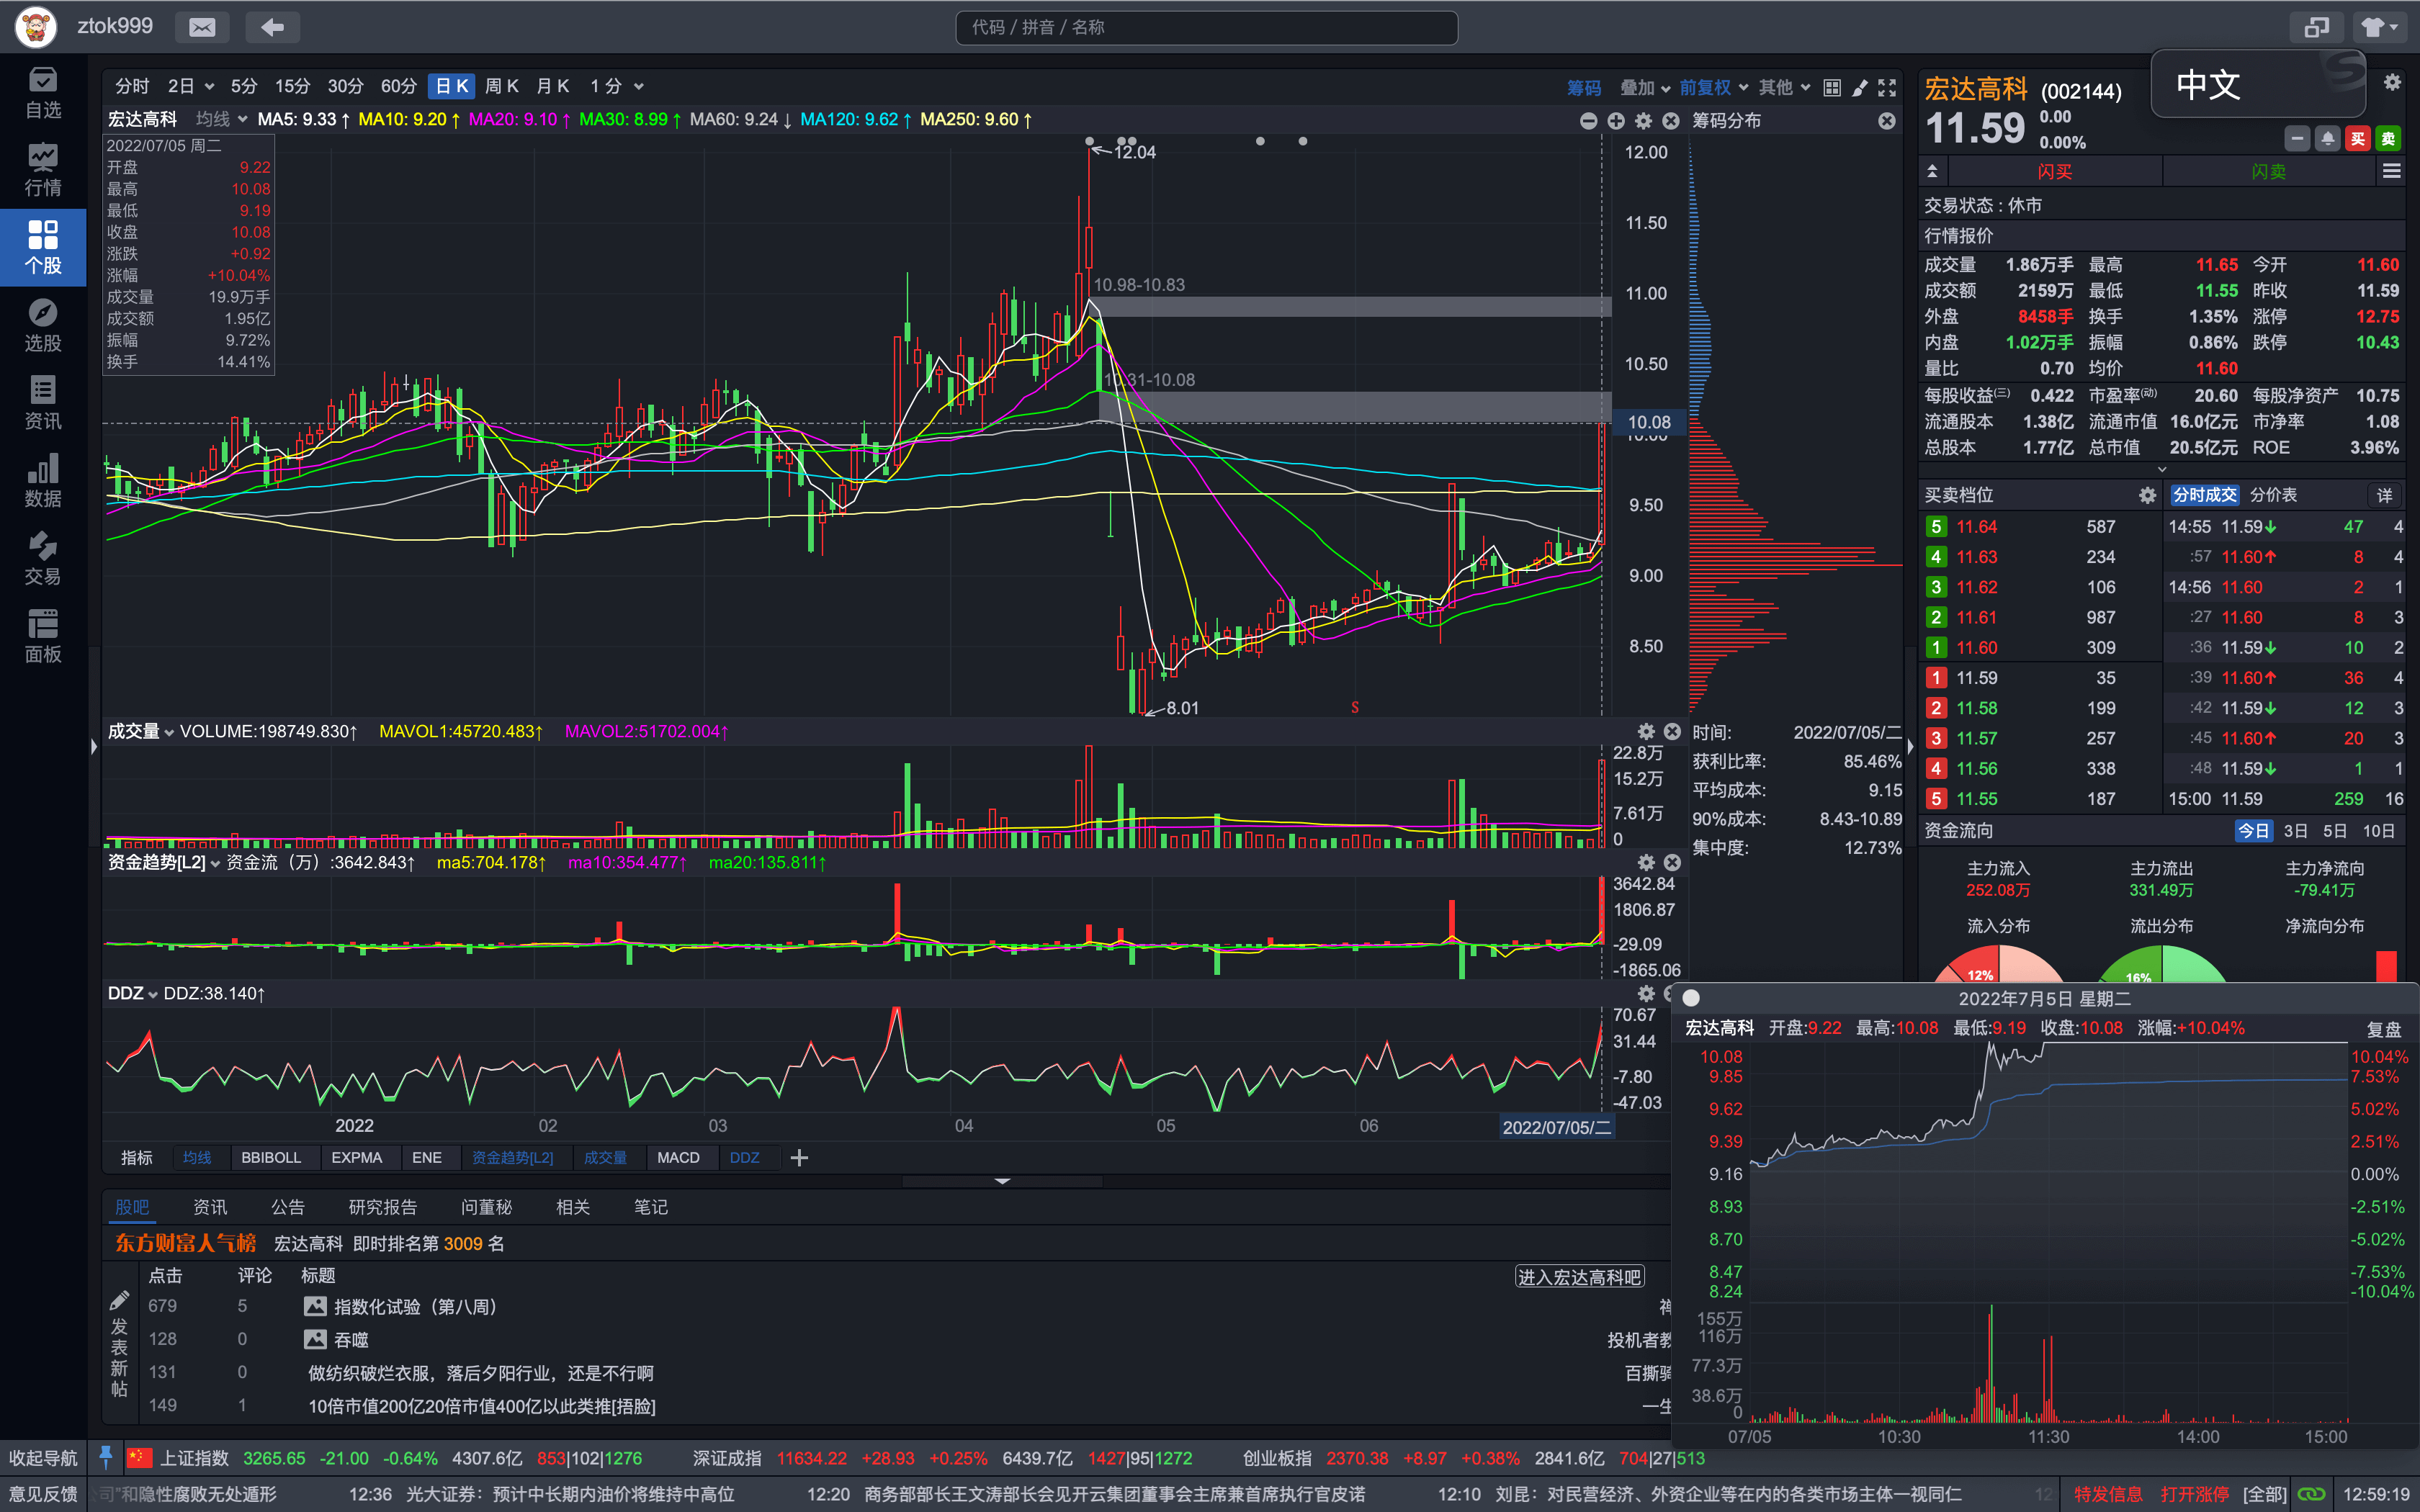 ztok999
代码 / 拼音 / 名称
中文
自选
行情
个股
选股
资讯
数据
交易
面板
分时 2日 5分 15分 30分 60分 日K 周K 月K 1分 筹码 叠加 前复权 其他
宏达高科 均线 MA5: 9.33↑ MA10: 9.20↑ MA20: 9.10↑ MA30: 8.99↑ MA60: 9.24↓ MA120: 9.62↑ MA250: 9.60↑
筹码分布
2022/07/05 周二
开盘 9.22
最高 10.08
最低 9.19
收盘 10.08
涨跌 +0.92
涨幅 +10.04%
成交量 19.9万手
成交额 1.95亿
振幅 9.72%
换手 14.41%
12.04
10.98-10.83
10.31-10.08
8.01
S
12.00
11.50
11.00
10.50
10.08
10.00
9.50
9.00
8.50
成交量 VOLUME:198749.830↑ MAVOL1:45720.483↑ MAVOL2:51702.004↑
22.8万
15.2万
7.61万
0
资金趋势[L2] 资金流（万）:3642.843↑ ma5:704.178↑ ma10:354.477↑ ma20:135.811↑
3642.84
1806.87
-29.09
-1865.06
DDZ DDZ:38.140↑
70.67
31.44
-7.80
-47.03
2022 02 03 04 05 06 2022/07/05/二
指标 均线 BBIBOLL EXPMA ENE 资金趋势[L2] 成交量 MACD DDZ
时间: 2022/07/05/二
获利比率: 85.46%
平均成本: 9.15
90%成本: 8.43-10.89
集中度: 12.73%
股吧 资讯 公告 研究报告 问董秘 相关 笔记
东方财富人气榜 宏达高科 即时排名第 3009 名
点击 评论 标题 进入宏达高科吧
679 5 指数化试验（第八周）
128 0 吞噬 投机者教
131 0 做纺织破烂衣服，落后夕阳行业，还是不行啊 百撕骑
149 1 10倍市值200亿20倍市值400亿以此类推[捂脸] 一生
发表新帖
宏达高科 (002144)
11.59 0.00
0.00%
买 卖
闪买 闪卖
交易状态 : 休市
行情报价
成交量 1.86万手 最高 11.65 今开 11.60
成交额 2159万 最低 11.55 昨收 11.59
外盘 8458手 换手 1.35% 涨停 12.75
内盘 1.02万手 振幅 0.86% 跌停 10.43
量比 0.70 均价 11.60
每股收益(三) 0.422 市盈率(动) 20.60 每股净资产 10.75
流通股本 1.38亿 流通市值 16.0亿元 市净率 1.08
总股本 1.77亿 总市值 20.5亿元 ROE 3.96%
买卖档位 分时成交 分价表 详
5 11.64 587 14:55 11.59↓ 47 4
4 11.63 234 :57 11.60↑ 8 4
3 11.62 106 14:56 11.60 2 1
2 11.61 987 :27 11.60 8 3
1 11.60 309 :36 11.59↓ 10 2
1 11.59 35 :39 11.60↑ 36 4
2 11.58 199 :42 11.59↓ 12 3
3 11.57 257 :45 11.60↑ 20 3
4 11.56 338 :48 11.59↓ 1 1
5 11.55 187 15:00 11.59 259 16
资金流向 今日 3日 5日 10日
主力流入 主力流出 主力净流向
252.08万 331.49万 -79.41万
流入分布 流出分布 净流向分布
12% 16%
2022年7月5日 星期二
宏达高科 开盘:9.22 最高:10.08 最低:9.19 收盘:10.08 涨幅:+10.04% 复盘
10.08 10.04%
9.85 7.53%
9.62 5.02%
9.39 2.51%
9.16 0.00%
8.93 -2.51%
8.70 -5.02%
8.47 -7.53%
8.24 -10.04%
155万
116万
77.3万
38.6万
0
07/05 10:30 11:30 14:00 15:00
收起导航 上证指数 3265.65 -21.00 -0.64% 4307.6亿 853|102|1276 深证成指 11634.22 +28.93 +0.25% 6439.7亿 1427|95|1272 创业板指 2370.38 +8.97 +0.38% 2841.6亿 704|27|513
意见反馈 公司"和隐性腐败无处遁形 12:36 光大证券：预计中长期内油价将维持中高位 12:20 商务部部长王文涛部长会见开云集团董事会主席兼首席执行官皮诺 12:10 刘昆：对民营经济、外资企业等在内的各类市场主体一视同仁 12 特发信息 打开涨停 [全部] 12:59:19